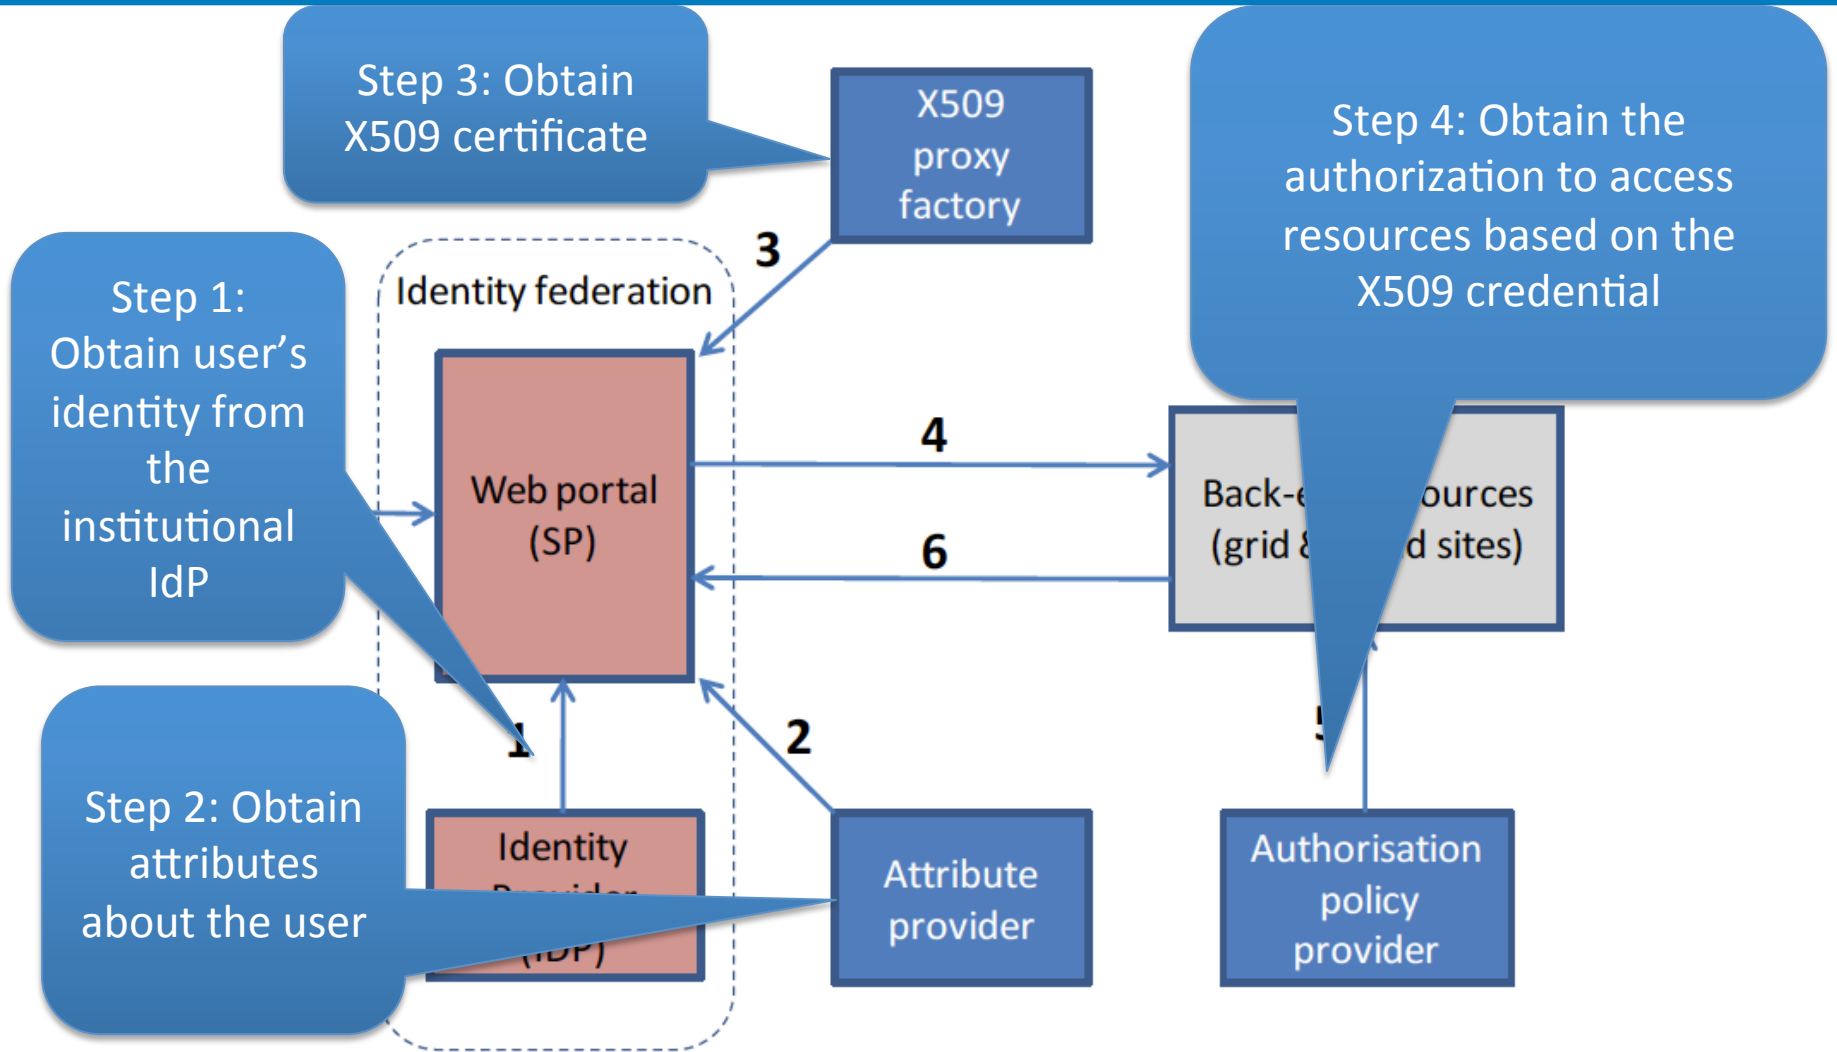 Step 3: Obtain
X509 certificate
X509
proxy
factory
Step 4: Obtain the
authorization to access
resources based on the
X509 credential
3
Identity federation
Step 1:
Obtain user’s
identity from
the
institutional
IdP
Web portal
(SP)
4
6
(grid &
sites)
1
2
Step 2: Obtain
attributes
about the user
Identity
(IDP)
Attribute
provider
Authorisation
policy
provider